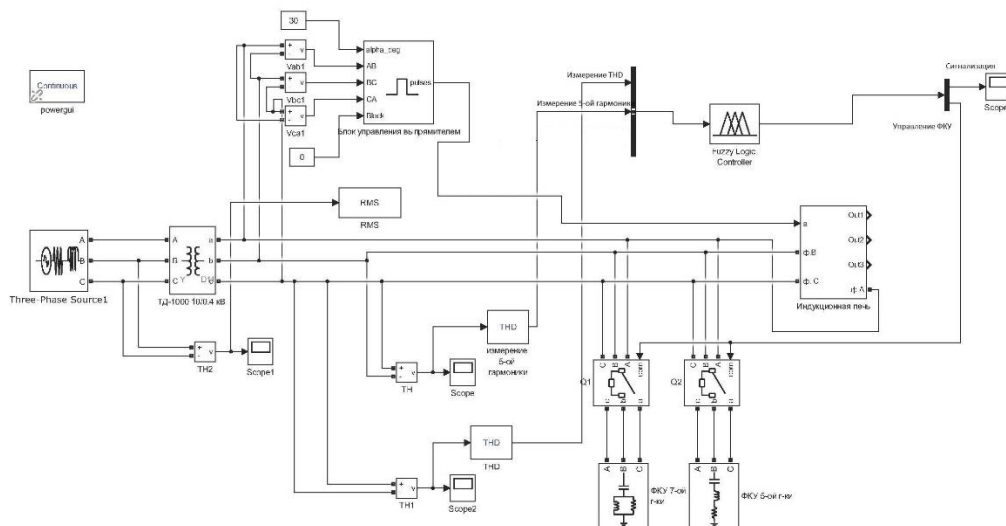 30
alpha_deg
AB
BC
CA
Block
pulses
+
-
v
Vab1
+
-
v
Vbc1
+
-
v
Vca1
0
Блок управления выпрямителем
Continuous
powergui
Измерение THD
Измерение 5-ой гармоник
Fuzzy Logic
Controller
Сигнализация
Scope
Управление ФКУ
RMS
RMS
A
B
C
Three-Phase Source1
A
B
C
a
b
c
Y
ТД-1000 10/0.4 кВ
+
-
v
TH2
Scope1
THD
измерение
5-ой
гармоники
+
-
v
TH
Scope
THD
THD
+
-
v
TH1
Scope2
a
ф.B
ф. C
Out1
Out2
Out3
ф.A
Индукционная печь
C
B
A
com
Q1
c
b
a
C
B
A
com
Q2
c
b
a
A
B
C
ФКУ 7-ой
г-ки
A
B
C
ФКУ 5-ой г-ки